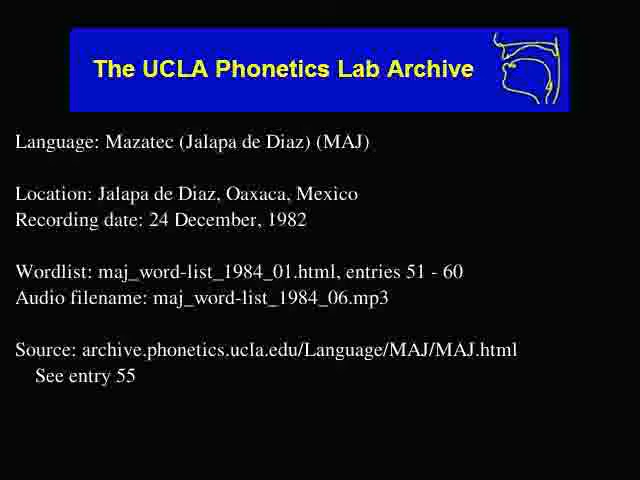 The UCLA Phonetics Lab Archive
Language: Mazatec (Jalapa de Diaz) (MAJ)
Location: Jalapa de Diaz, Oaxaca, Mexico
Recording date: 24 December, 1982
Wordlist: maj_word-list_1984_01.html, entries 51 - 60
Audio filename: maj_word-list_1984_06.mp3
Source: archive.phonetics.ucla.edu/Language/MAJ/MAJ.html
See entry 55